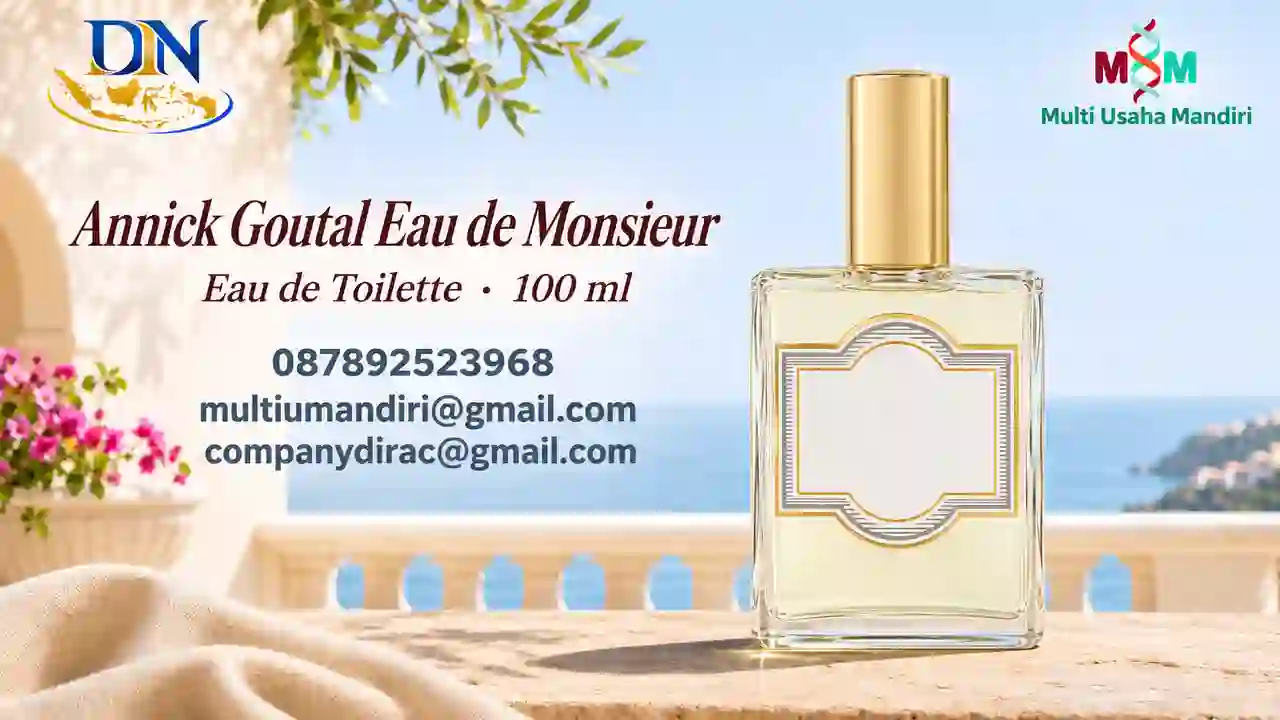 DN
MSM
Multi Usaha Mandiri
Annick Goutal Eau de Monsieur
Eau de Toilette · 100 ml
087892523968
multiumandiri@gmail.com
companydirac@gmail.com